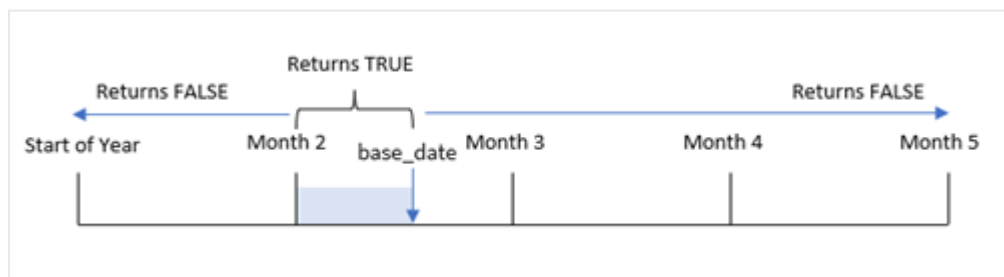 Returns TRUE
Returns FALSE
Returns FALSE
Start of Year
Month 2
base_date
Month 3
Month 4
Month 5